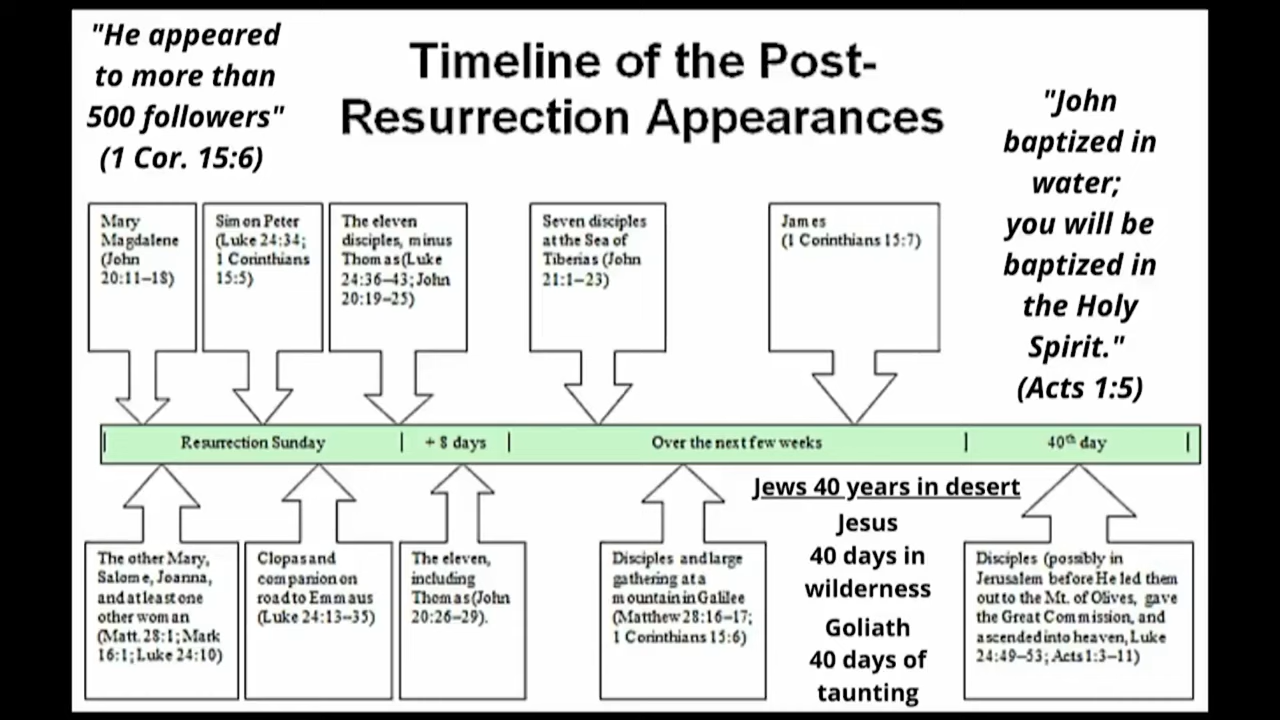 "He appeared
to more than
500 followers"
(1 Cor. 15:6)
Timeline of the Post-
Resurrection Appearances
"John
baptized in
water;
you will be
baptized in
the Holy
Spirit."
(Acts 1:5)
Mary
Magdalene
(John
20:11–18)
Simon Peter
(Luke 24:34;
1 Corinthians
15:5)
The eleven
disciples, minus
Thomas (Luke
24:36–43; John
20:19–25)
Seven disciples
at the Sea of
Tiberias (John
21:1–23)
James
(1 Corinthians 15:7)
| Resurrection Sunday | + 8 days | Over the next few weeks | 40th day |
The other Mary,
Salome, Joanna,
and at least one
other woman
(Matt. 28:1; Mark
16:1; Luke 24:10)
Clopas and
companion on
road to Emmaus
(Luke 24:13–35)
The eleven,
including
Thomas (John
20:26–29).
Disciples and large
gathering at a
mountain in Galilee
(Matthew 28:16–17;
1 Corinthians 15:6)
Jews 40 years in desert
Jesus
40 days in
wilderness
Goliath
40 days of
taunting
Disciples (possibly in
Jerusalem before He led them
out to the Mt. of Olives, gave
the Great Commission, and
ascended into heaven, Luke
24:49–53; Acts 1:3–11)